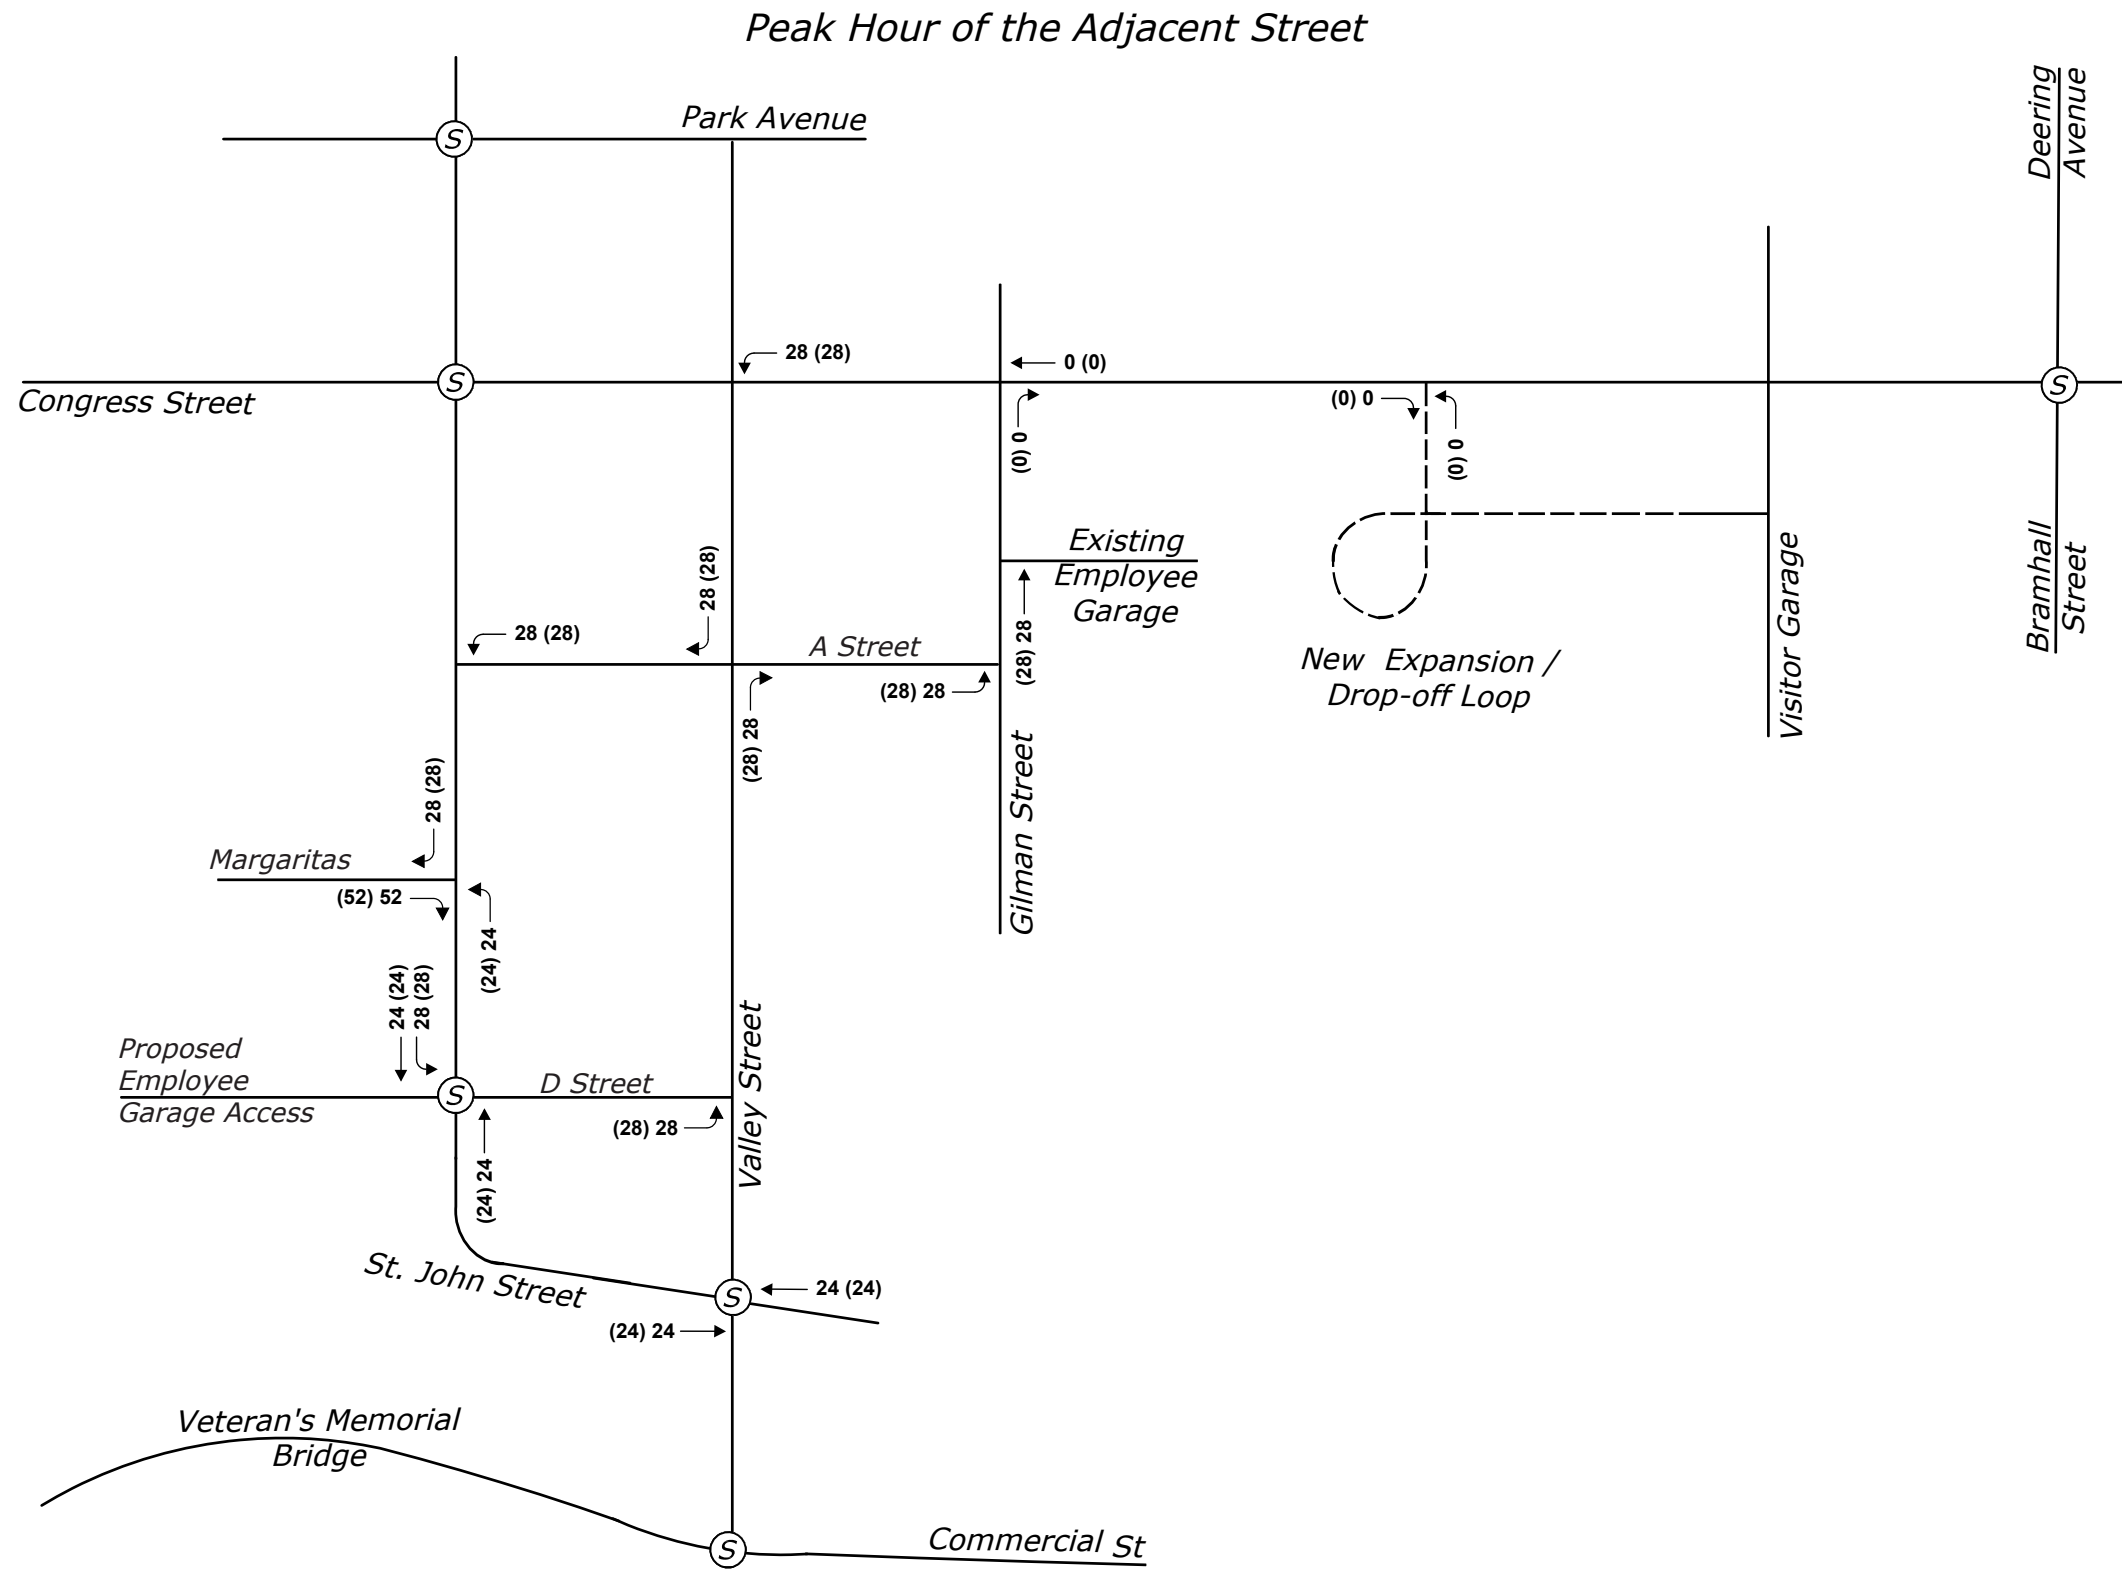 Peak Hour of the Adjacent Street
Deering
Avenue
Park Avenue
S
28 (28)
0 (0)
S
S
Congress Street
(0) 0
(0) 0
(0) 0
Existing
Employee
Garage
28 (28)
28 (28)
A Street
(28) 28
(28) 28
(28) 28
New Expansion /
Drop-off Loop
Visitor Garage
Bramhall
Street
28 (28)
Margaritas
(52) 52
(24) 24
Gilman Street
24 (24)
28 (28)
Proposed
Employee
Garage Access
S
D Street
(28) 28
Valley Street
(24) 24
St. John Street
S
24 (24)
(24) 24
Veteran's Memorial
Bridge
S
Commercial St